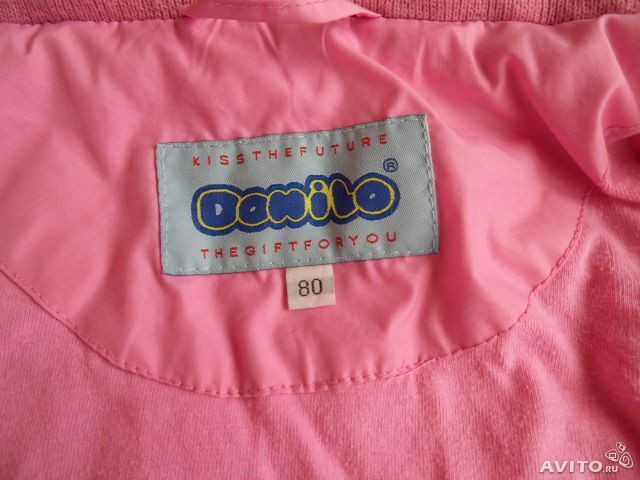 KISSTHEFUTURE
Danilo®
THEGIFTFORYOU
80
AVITO.ru